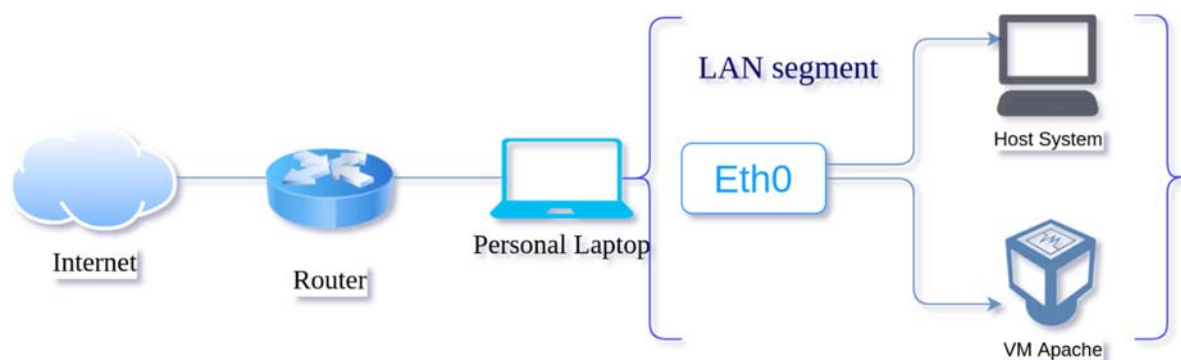 LAN segment
Host System
Eth0
Internet
Router
Personal Laptop
VM Apache